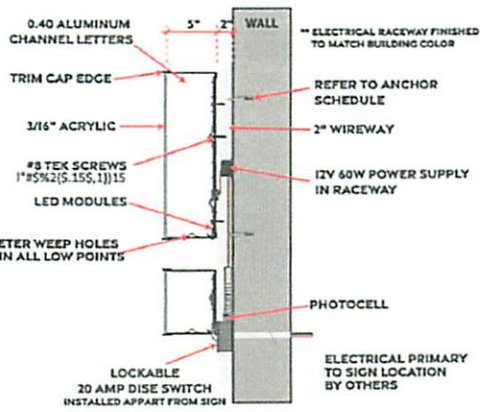 0.40 ALUMINUM
CHANNEL LETTERS
5"
2"
WALL
** ELECTRICAL RACEWAY FINISHED
TO MATCH BUILDING COLOR
TRIM CAP EDGE
REFER TO ANCHOR
SCHEDULE
3/16" ACRYLIC
2" WIREWAY
#8 TEK SCREWS
1"#$%2($.15$,1))15
12V 60W POWER SUPPLY
IN RACEWAY
LED MODULES
ETER WEEP HOLES
IN ALL LOW POINTS
PHOTOCELL
LOCKABLE
20 AMP DISE SWITCH
INSTALLED APPART FROM SIGN
ELECTRICAL PRIMARY
TO SIGN LOCATION
BY OTHERS